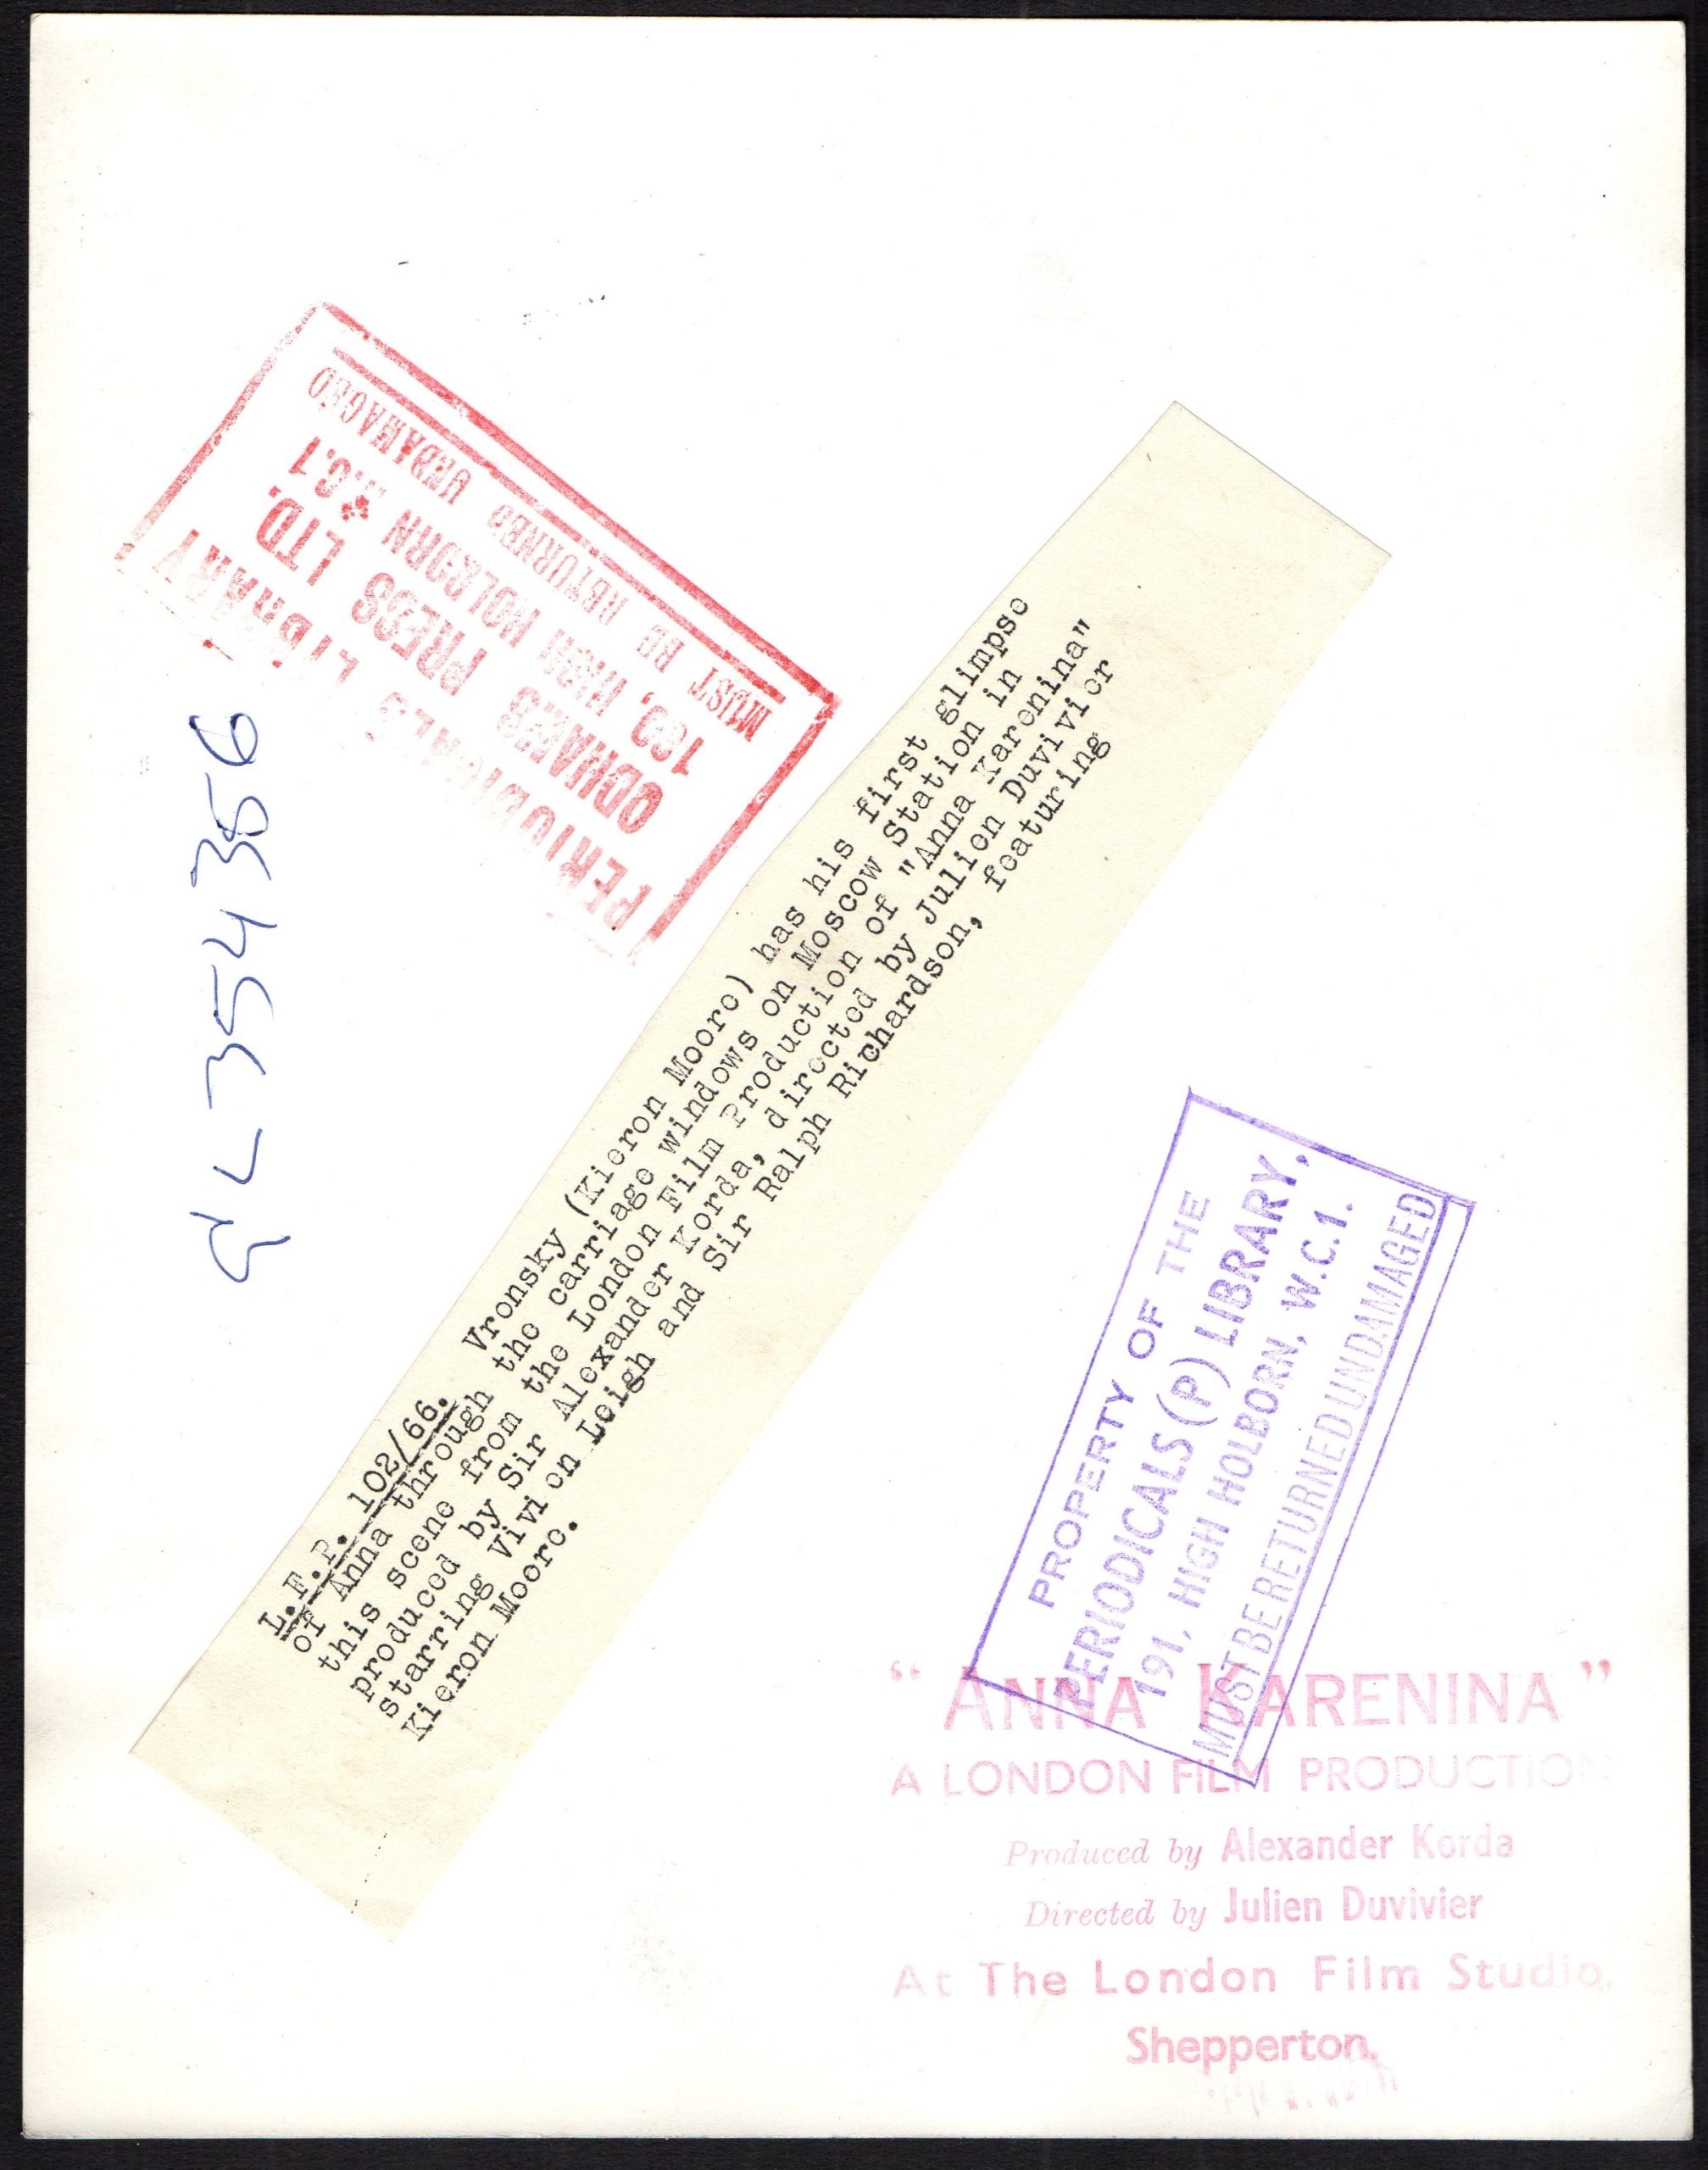 PERIODICALS LIBRARY
ODHAMS PRESS LTD.
HIGH HOLBORN W.C.1
MUST BE RETURNED UNDAMAGED
GL354356
L.F.P. 102/66. Vronsky (Kieron Moore) has his first glimpse
of Anna through the carriage windows on Moscow Station in
this scene from the London Film Production of "Anna Karenina"
produced by Sir Alexander Korda, directed by Julien Duvivier
starring Vivien Leigh and Sir Ralph Richardson, featuring
Kieron Moore.
PROPERTY OF THE
PERIODICALS (P) LIBRARY,
191, HIGH HOLBORN, W.C.1.
MUST BE RETURNED UNDAMAGED
"ANNA KARENINA"
A LONDON FILM PRODUCTION
Produced by Alexander Korda
Directed by Julien Duvivier
At The London Film Studio,
Shepperton.